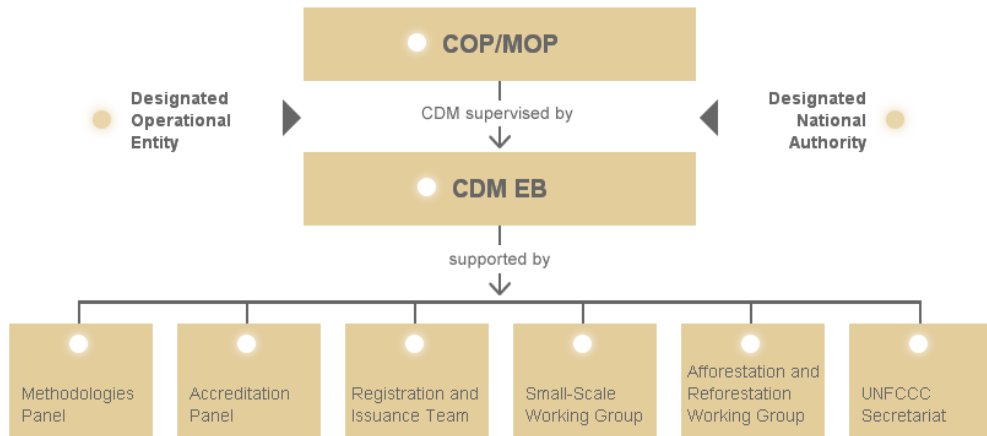 COP/MOP
Designated
Operational
Entity
CDM supervised by
Designated
National
Authority
CDM EB
supported by
Methodologies
Panel
Accreditation
Panel
Registration and
Issuance Team
Small-Scale
Working Group
Afforestation and
Reforestation
Working Group
UNFCCC
Secretariat